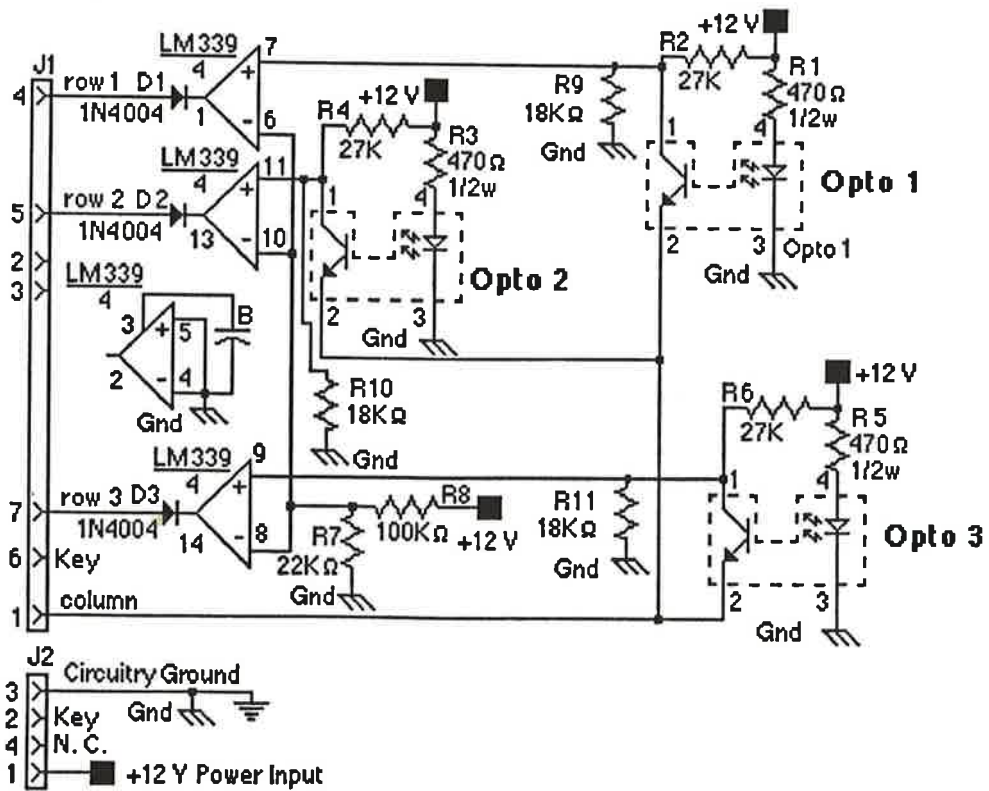 J1
4
row 1 D1
1N4004
LM339
4
1
7
6
+
-
5
row 2 D2
1N4004
LM339
4
13
11
10
+
-
2
3
LM339
4
3
5
+
2
-
4
B
Gnd
R4
27K
+12 V
R3
470Ω
1/2w
1
4
Opto 2
2
3
Gnd
R10
18KΩ
Gnd
R9
18KΩ
Gnd
R2
27K
+12 V
R1
470Ω
1/2w
1
4
Opto 1
2
3
Opto 1
Gnd
7
row 3 D3
1N4004
LM339
4
14
9
8
+
-
R7
22KΩ
Gnd
R8
100KΩ
+12 V
R11
18KΩ
Gnd
R6
27K
+12 V
R5
470Ω
1/2w
1
4
Opto 3
2
3
Gnd
6
Key
1
column
J2
3
Circuitry Ground
Gnd
2
Key
4
N. C.
1
+12 Y Power Input